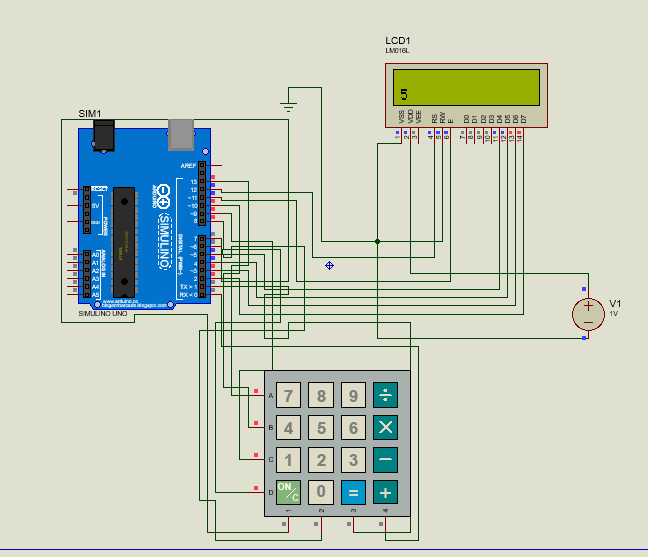 LCD1
LM016L
5
VSS
VDD
VEE
RS
RW
E
D0
D1
D2
D3
D4
D5
D6
D7
1
2
3
4
5
6
7
8
9
10
11
12
13
14
SIM1
AREF
13
12
~11
~10
~9
8
7
~6
~5
4
~3
2
TX > 1
RX < 0
RESET
5V
POWER
A0
A1
A2
A3
A4
A5
ANALOG IN
ARDUINO
SIMULINO
www.arduino.cc
blogembarcado.blogspot.com
SIMULINO UNO
V1
1V
A
7 8 9 ÷
B
4 5 6 ×
C
1 2 3 −
D
ON/C 0 = +
1 2 3 4